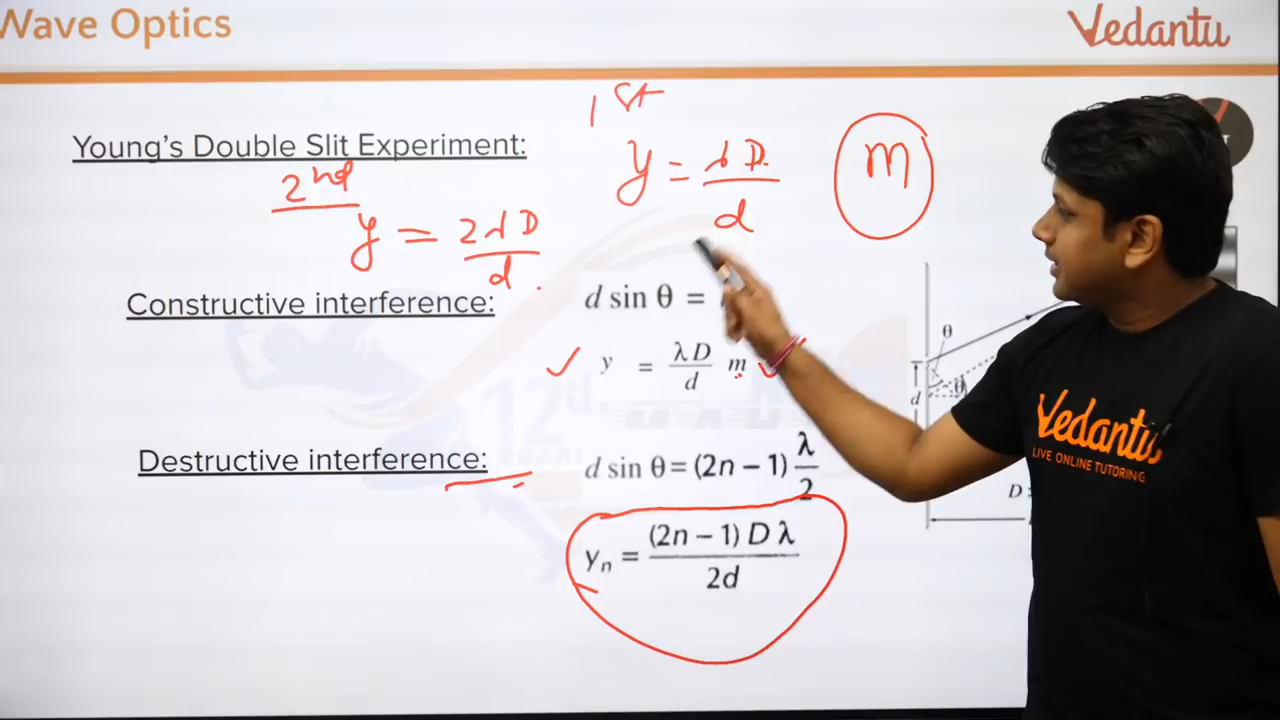 Wave Optics
Vedantu
1st
Young's Double Slit Experiment:
2nd
y = λD/d
m
y = 2λD/d
Constructive interference:
d sin θ =
y = λD/d m
θ
θ
d
Destructive interference:
d sin θ = (2n − 1) λ/2
yₙ = (2n − 1) D λ/2d
D
Vedantu
LIVE ONLINE TUTORING